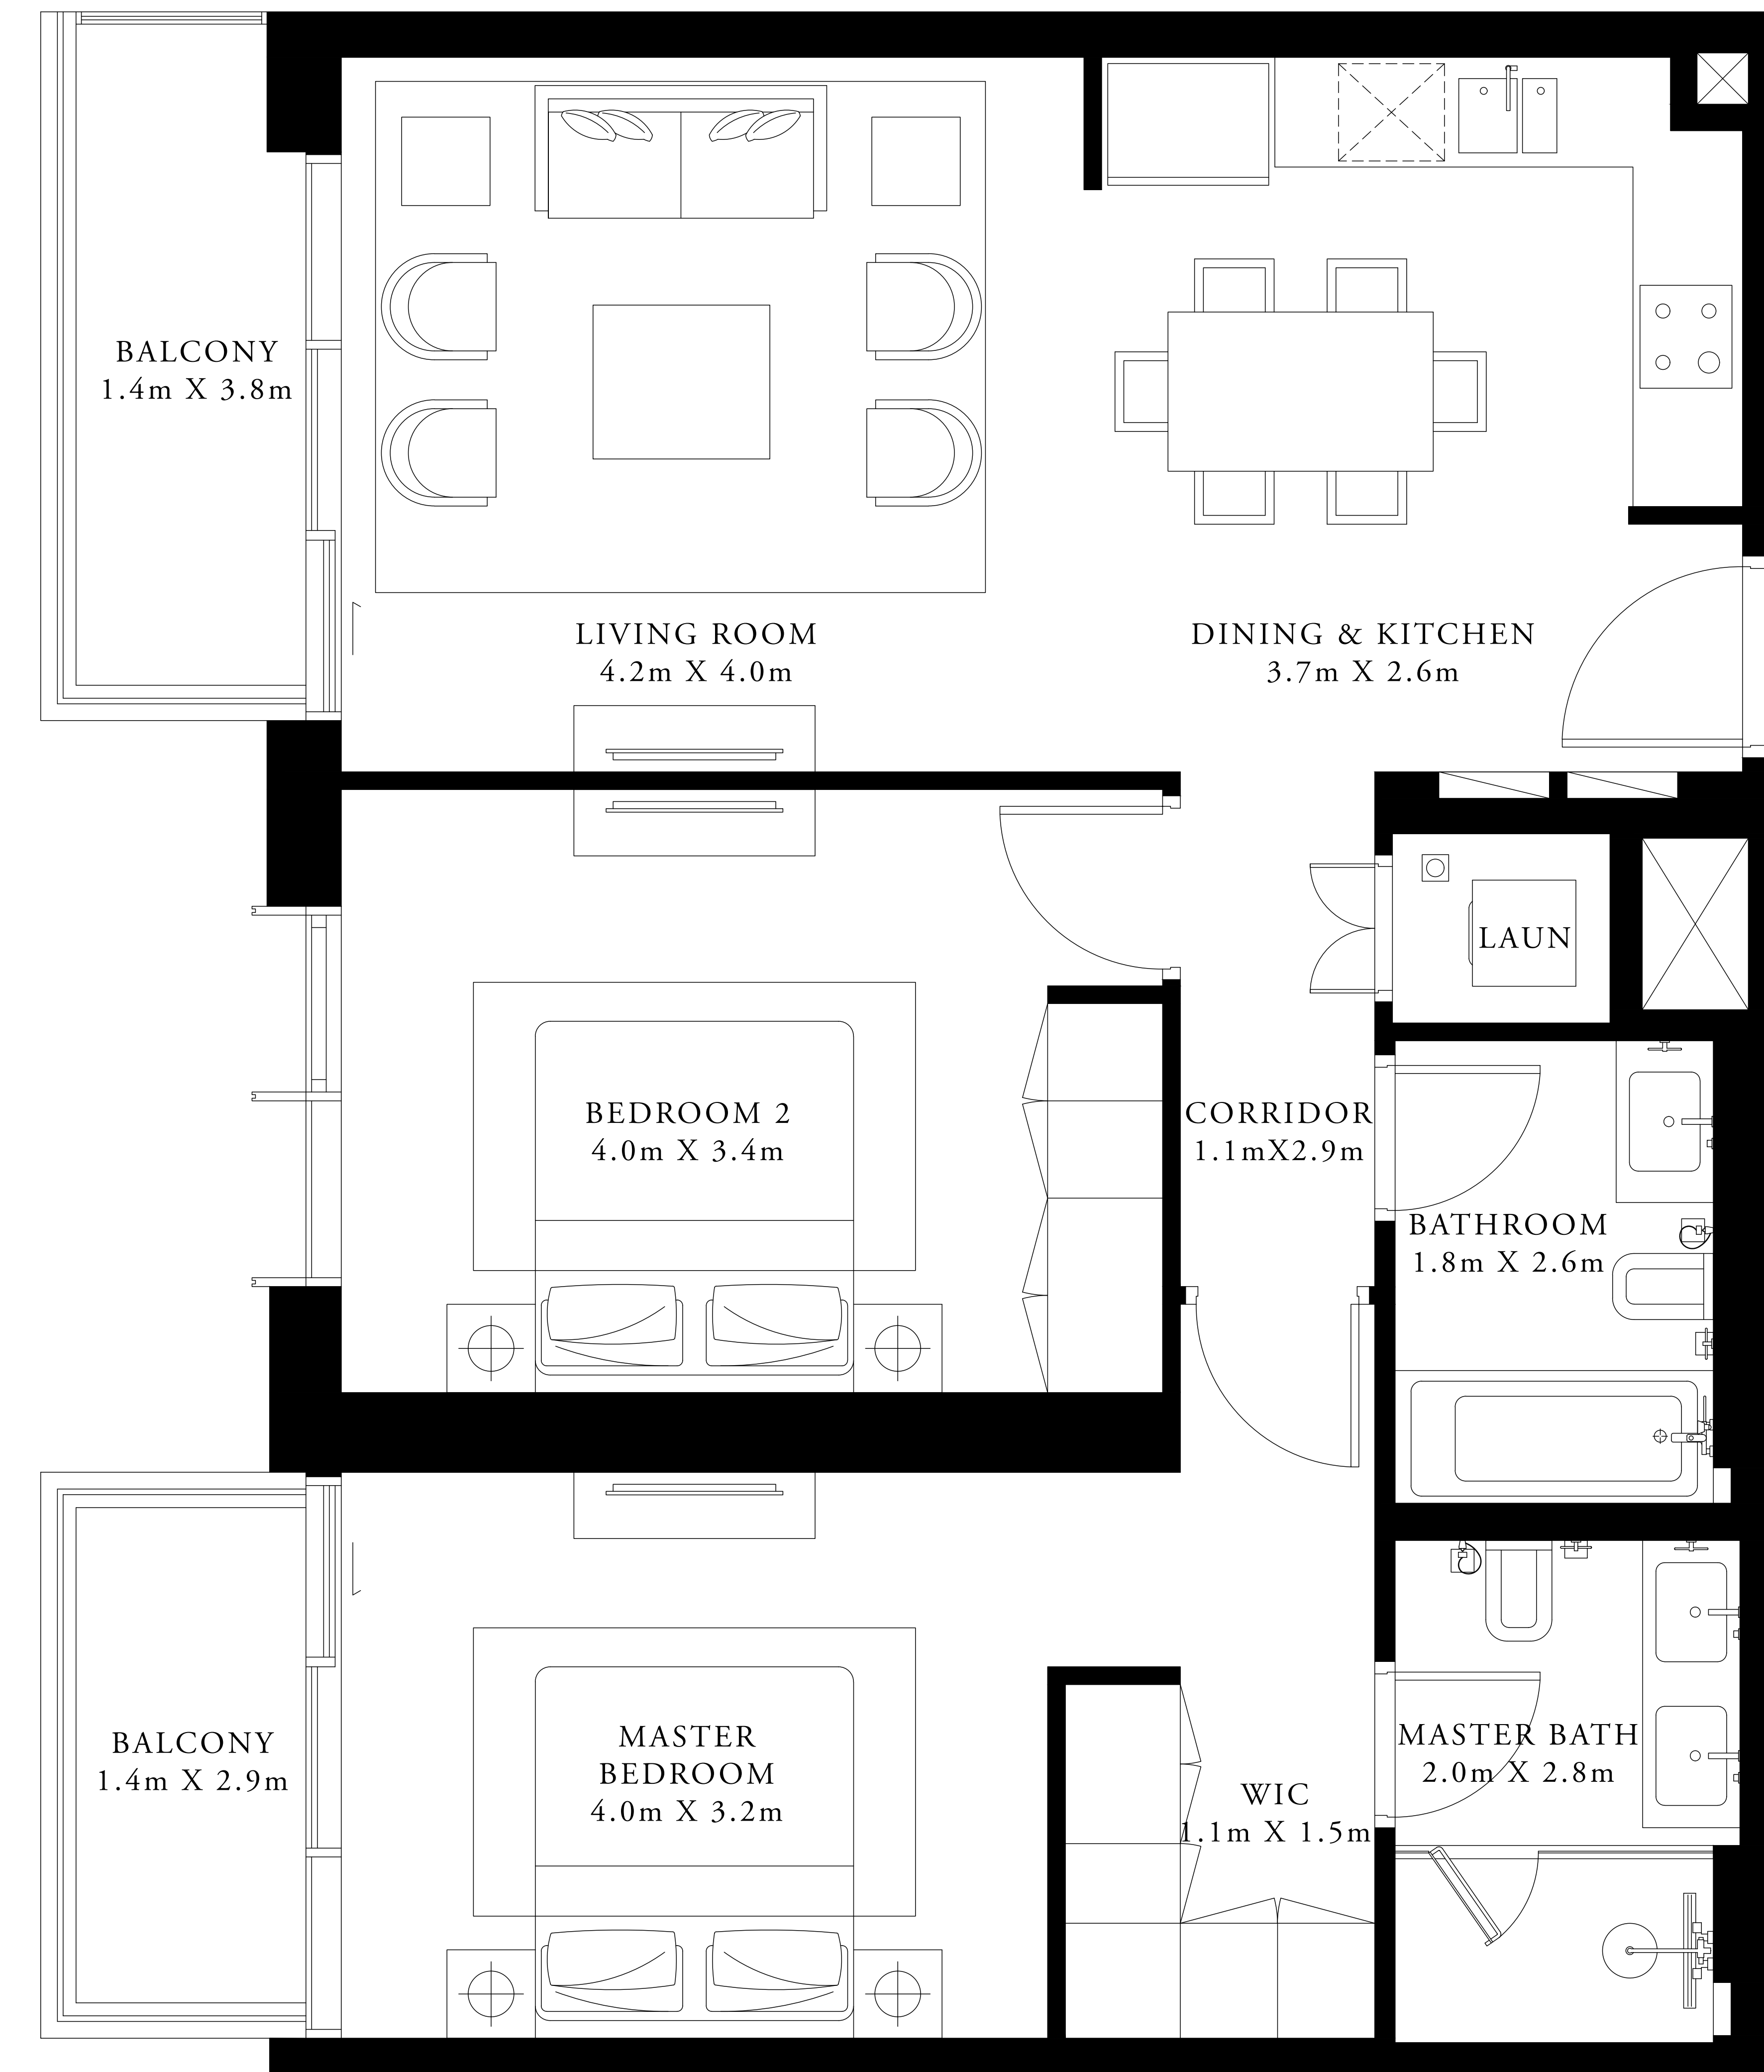 BALCONY
1.4m X 3.8m
LIVING ROOM
4.2m X 4.0m
DINING & KITCHEN
3.7m X 2.6m
LAUN
BEDROOM 2
4.0m X 3.4m
CORRIDOR
1.1mX2.9m
BATHROOM
1.8m X 2.6m
BALCONY
1.4m X 2.9m
MASTER
BEDROOM
4.0m X 3.2m
WIC
1.1m X 1.5m
MASTER BATH
2.0m X 2.8m